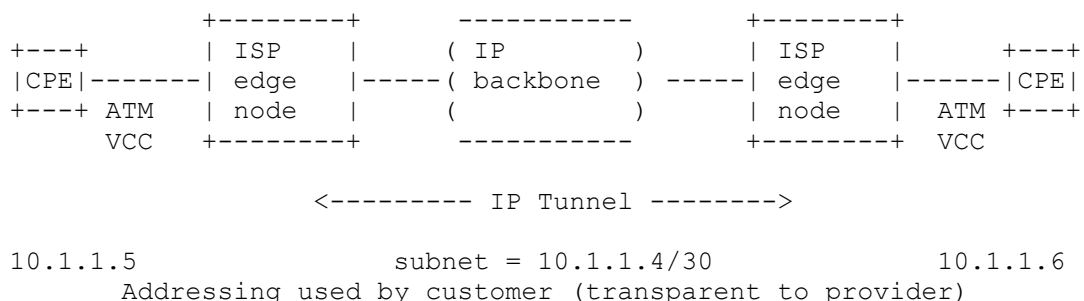 +--------+ ----------- +--------+
+---+ | ISP | ( IP ) | ISP | +---+
|CPE|-------| edge |-----( backbone ) -----| edge |------|CPE|
+---+ ATM | node | ( ) | node | ATM +---+
VCC +--------+ ----------- +--------+ VCC
<--------- IP Tunnel -------->
10.1.1.5 subnet = 10.1.1.4/30 10.1.1.6
Addressing used by customer (transparent to provider)